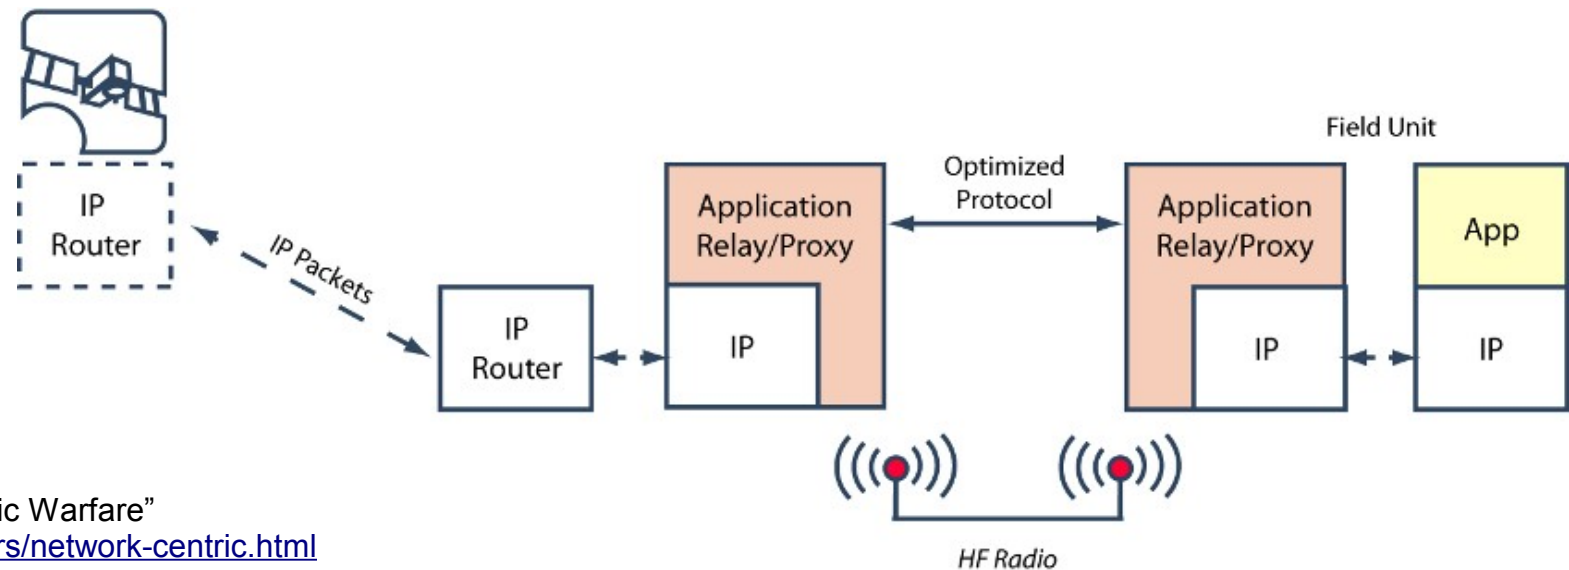 Field Unit
IP
Router
IP Packets
IP
Router
Application
Relay/Proxy
IP
Optimized
Protocol
Application
Relay/Proxy
IP
App
IP
HF Radio
ic Warfare”
rs/network-centric.html